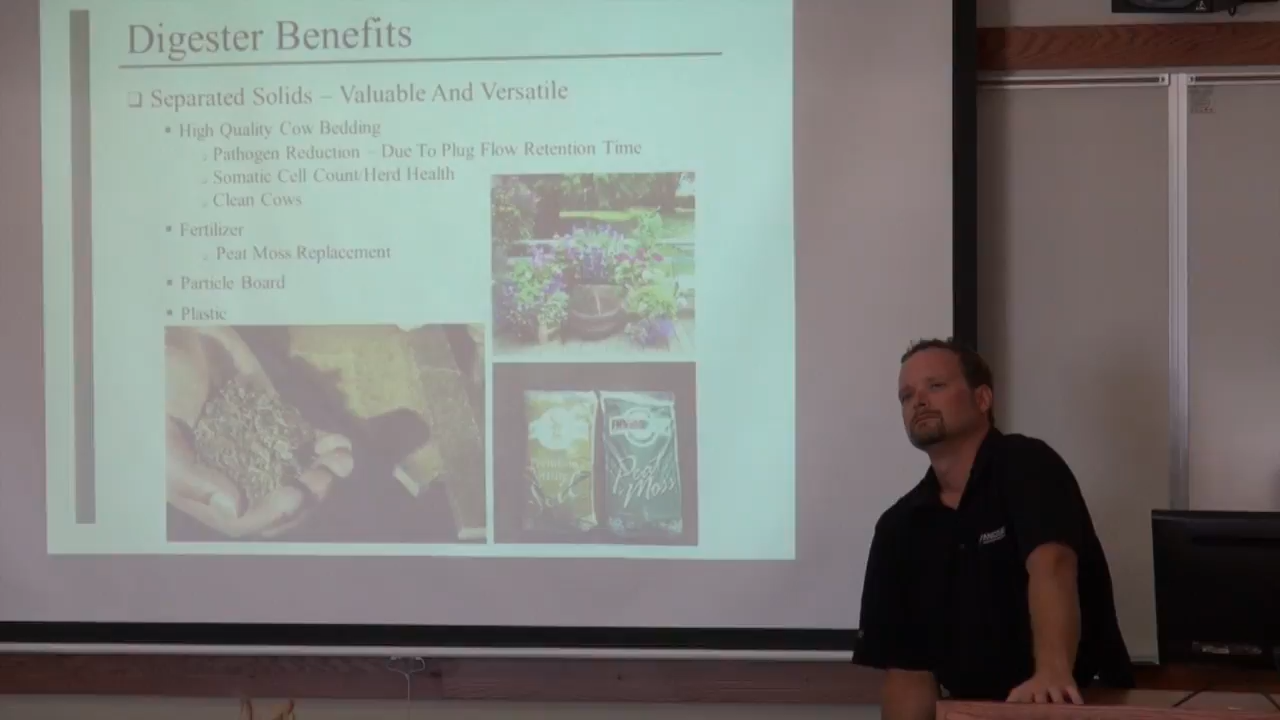 Digester Benefits
Separated Solids – Valuable And Versatile
High Quality Cow Bedding
Pathogen Reduction – Due To Plug Flow Retention Time
Somatic Cell Count/Herd Health
Clean Cows
Fertilizer
Peat Moss Replacement
Particle Board
Plastic
Peat
Moss